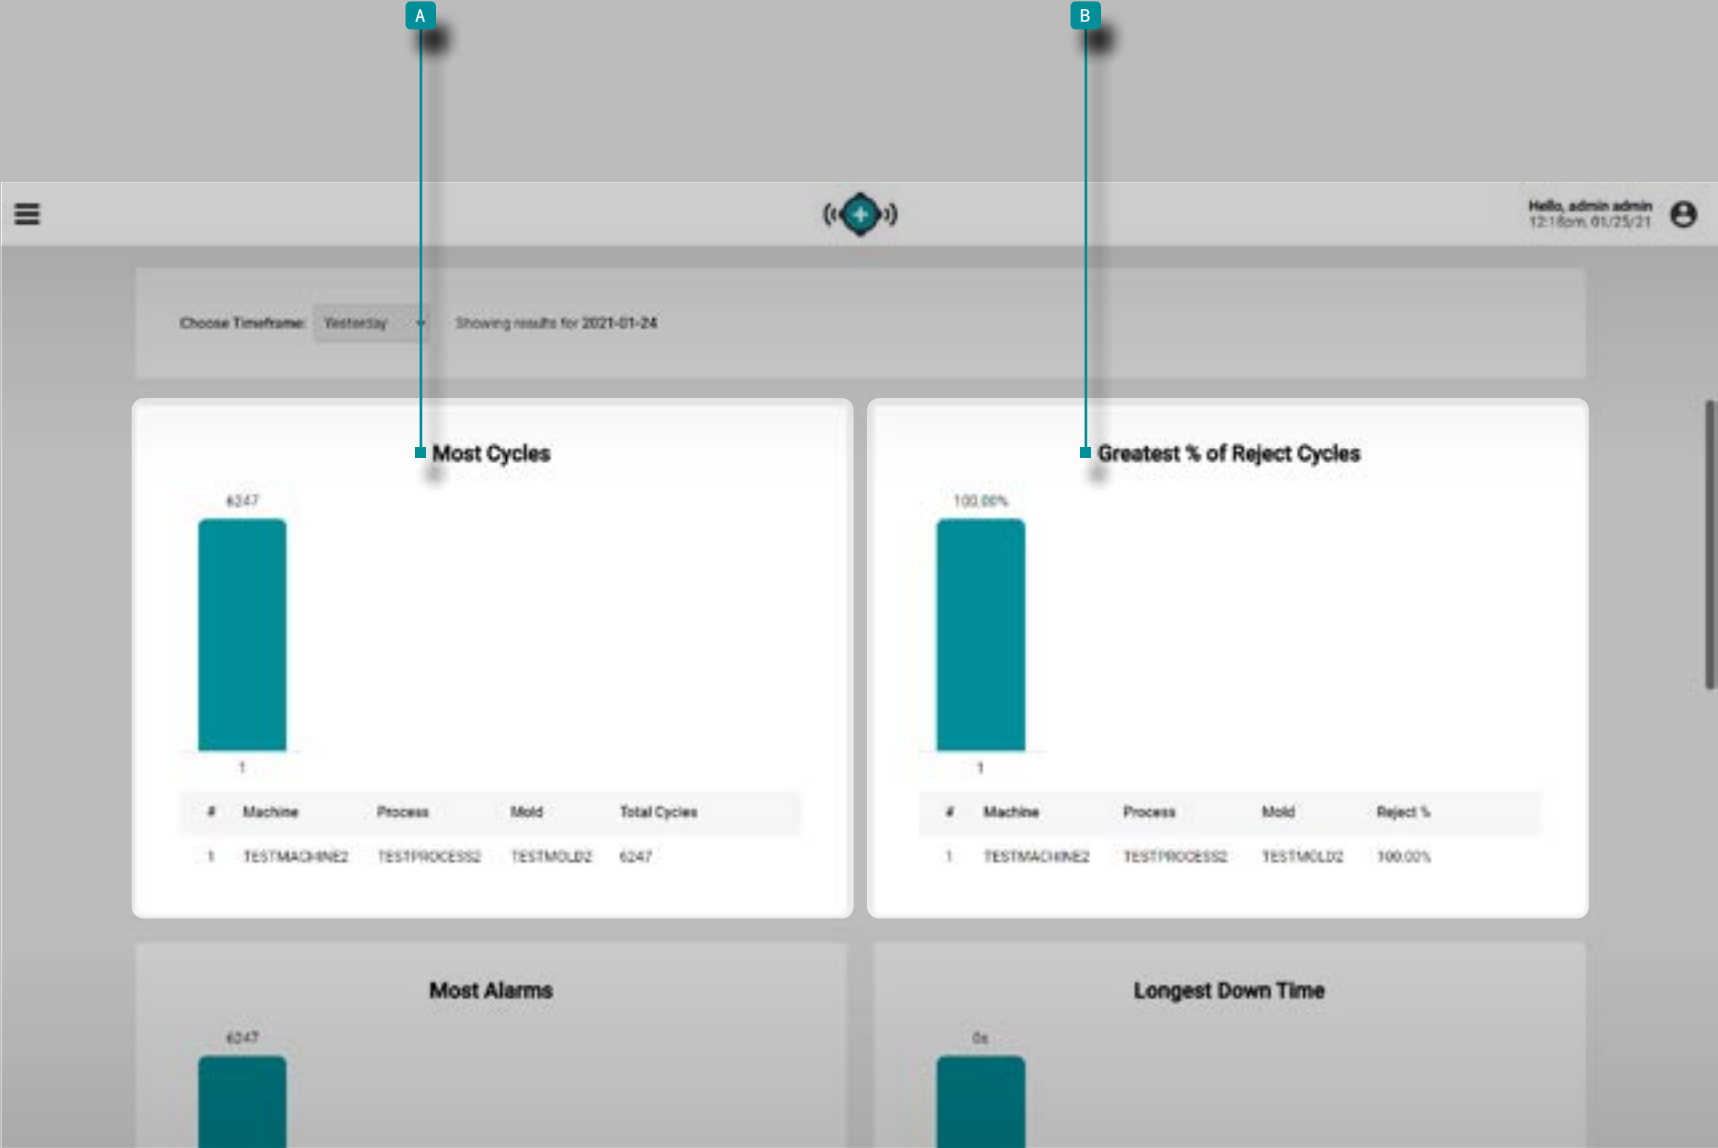 A
B
Hello, admin admin
12:18pm, 01/25/21
Choose Timeframe: Yesterday Showing results for 2021-01-24
Most Cycles
6247
1
# Machine Process Mold Total Cycles
1 TESTMACHINE2 TESTPROCESS2 TESTMOLD2 6247
Greatest % of Reject Cycles
100.00%
1
# Machine Process Mold Reject %
1 TESTMACHINE2 TESTPROCESS2 TESTMOLD2 100.00%
Most Alarms
6247
Longest Down Time
0s